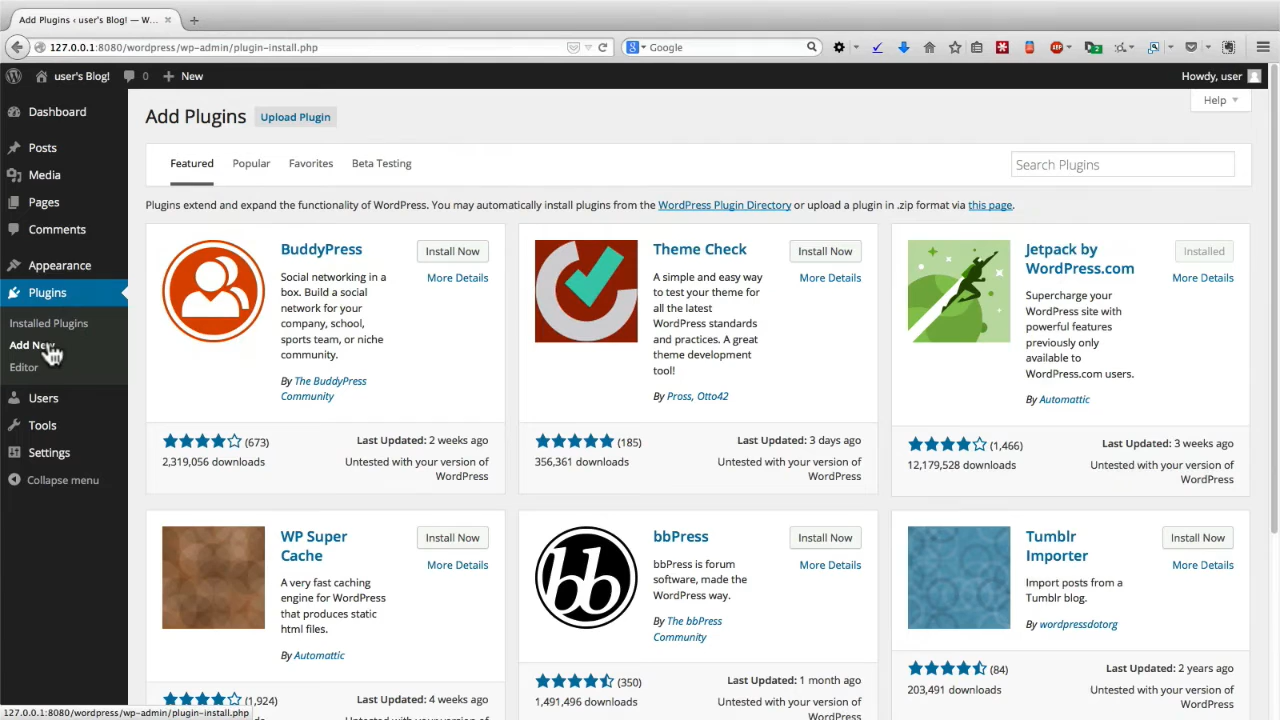 Add Plugins ‹ user's Blog! — W...
127.0.0.1:8080/wordpress/wp-admin/plugin-install.php
Google
user's Blog!
0
New
Howdy, user
Dashboard
Posts
Media
Pages
Comments
Appearance
Plugins
Installed Plugins
Add New
Editor
Users
Tools
Settings
Collapse menu
Help
Add Plugins
Upload Plugin
Featured
Popular
Favorites
Beta Testing
Search Plugins
Plugins extend and expand the functionality of WordPress. You may automatically install plugins from the WordPress Plugin Directory or upload a plugin in .zip format via this page.
BuddyPress
Install Now
More Details
Social networking in a
box. Build a social
network for your
company, school,
sports team, or niche
community.
By The BuddyPress
Community
(673)
2,319,056 downloads
Last Updated: 2 weeks ago
Untested with your version of
WordPress
Theme Check
Install Now
More Details
A simple and easy way
to test your theme for
all the latest
WordPress standards
and practices. A great
theme development
tool!
By Pross, Otto42
(185)
356,361 downloads
Last Updated: 3 days ago
Untested with your version of
WordPress
Jetpack by
WordPress.com
Installed
More Details
Supercharge your
WordPress site with
powerful features
previously only
available to
WordPress.com users.
By Automattic
(1,466)
12,179,528 downloads
Last Updated: 3 weeks ago
Untested with your version of
WordPress
WP Super
Cache
Install Now
More Details
A very fast caching
engine for WordPress
that produces static
html files.
By Automattic
(1,924)
Last Updated: 4 weeks ago
bb
bbPress
Install Now
More Details
bbPress is forum
software, made the
WordPress way.
By The bbPress
Community
(350)
1,491,496 downloads
Last Updated: 1 month ago
Untested with your version of
WordPress
Tumblr
Importer
Install Now
More Details
Import posts from a
Tumblr blog.
By wordpressdotorg
(84)
203,491 downloads
Last Updated: 2 years ago
Untested with your version of
WordPress
127.0.0.1:8080/wordpress/wp-admin/plugin-install.php